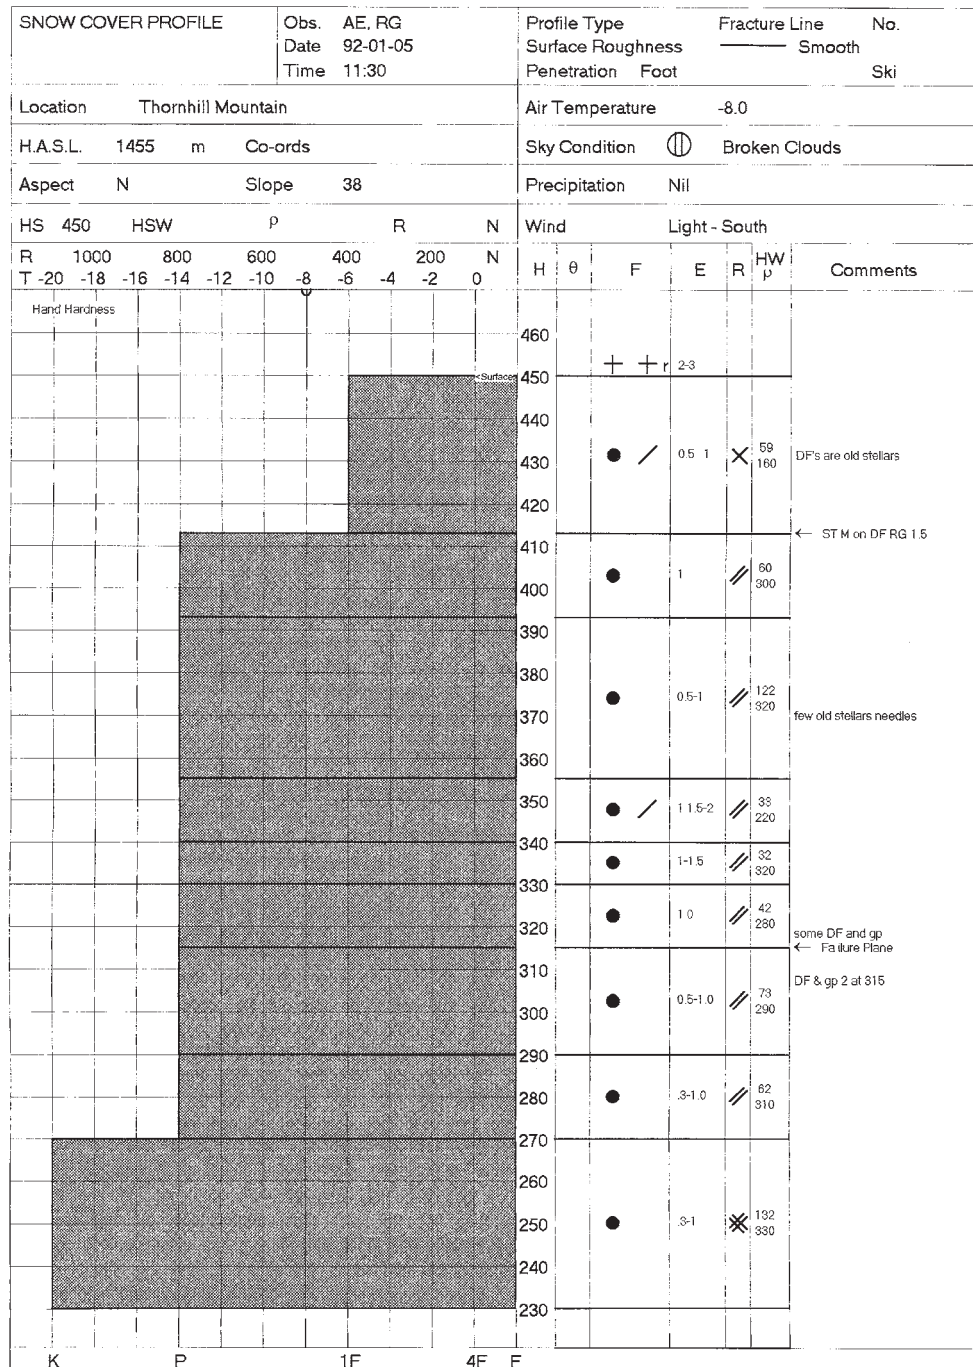 SNOW COVER PROFILE
Obs. AE, RG
Date 92-01-05
Time 11:30
Profile Type Fracture Line No.
Surface Roughness Smooth
Penetration Foot Ski
Location Thornhill Mountain
Air Temperature -8.0
H.A.S.L. 1455 m Co-ords
Sky Condition Broken Clouds
Aspect N Slope 38
Precipitation Nil
HS 450 HSW ρ R N
Wind Light - South
R 1000 800 600 400 200 N
T -20 -18 -16 -14 -12 -10 -8 -6 -4 -2 0
H θ F E R HW ρ Comments
Hand Hardness
460
+ + r 2-3
<Surface>
450
440
59
● / 0.5 1 × 160 DF's are old stellars
430
420
← ST M on DF RG 1.5
410
60
● 1 // 300
400
390
380
122
● 0.5-1 // 320
370 few old stellars needles
360
350
33
● / 1 1.5-2 // 220
340
32
● 1-1.5 // 320
330
42
● 1.0 // 280
320 some DF and gp
← Failure Plane
310
DF & gp 2 at 315
73
● 0.5-1.0 // 290
300
290
62
280 ● .3-1.0 // 310
270
260
132
250 ● .3-1 330
240
230
K P 1F 4F F